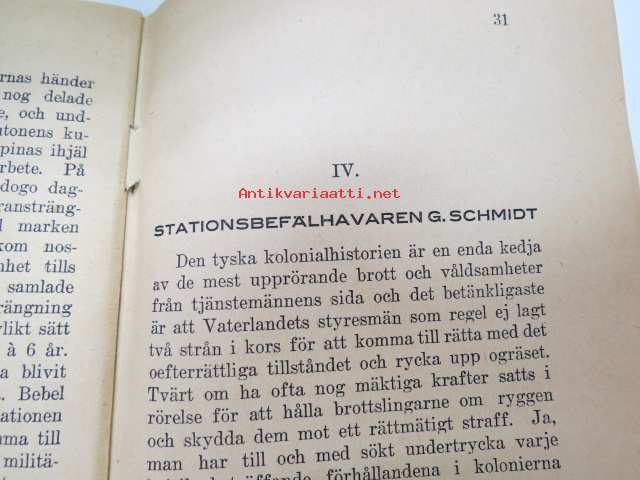 rnas händer
nog delade
e, och und-
utonens ku-
pinas ihjäl
rbete. På
dogo dag-
ransträng-
l marken
kom nos-
nhet tills
samlade
rängning
vlikt sätt
à 6 år.
a blivit
. Bebel
tationen
mma till
militä-
31
IV.
Antikvariaatti.net
STATIONSBEFÄLHAVAREN G. SCHMIDT
Den tyska kolonialhistorien är en enda kedja
av de mest upprörande brott och våldsamheter
från tjänstemännens sida och det betänkligaste
är att Vaterlandets styresmän som regel ej lagt
två strån i kors för att komma till rätta med det
oefterrättliga tillståndet och rycka upp ogräset.
Tvärt om ha ofta nog mäktiga krafter satts i
rörelse för att hålla brottslingarne om ryggen
och skydda dem mot ett rättmätigt straff. Ja,
man har till och med sökt undertrycka varje
förhållandena i kolonierna